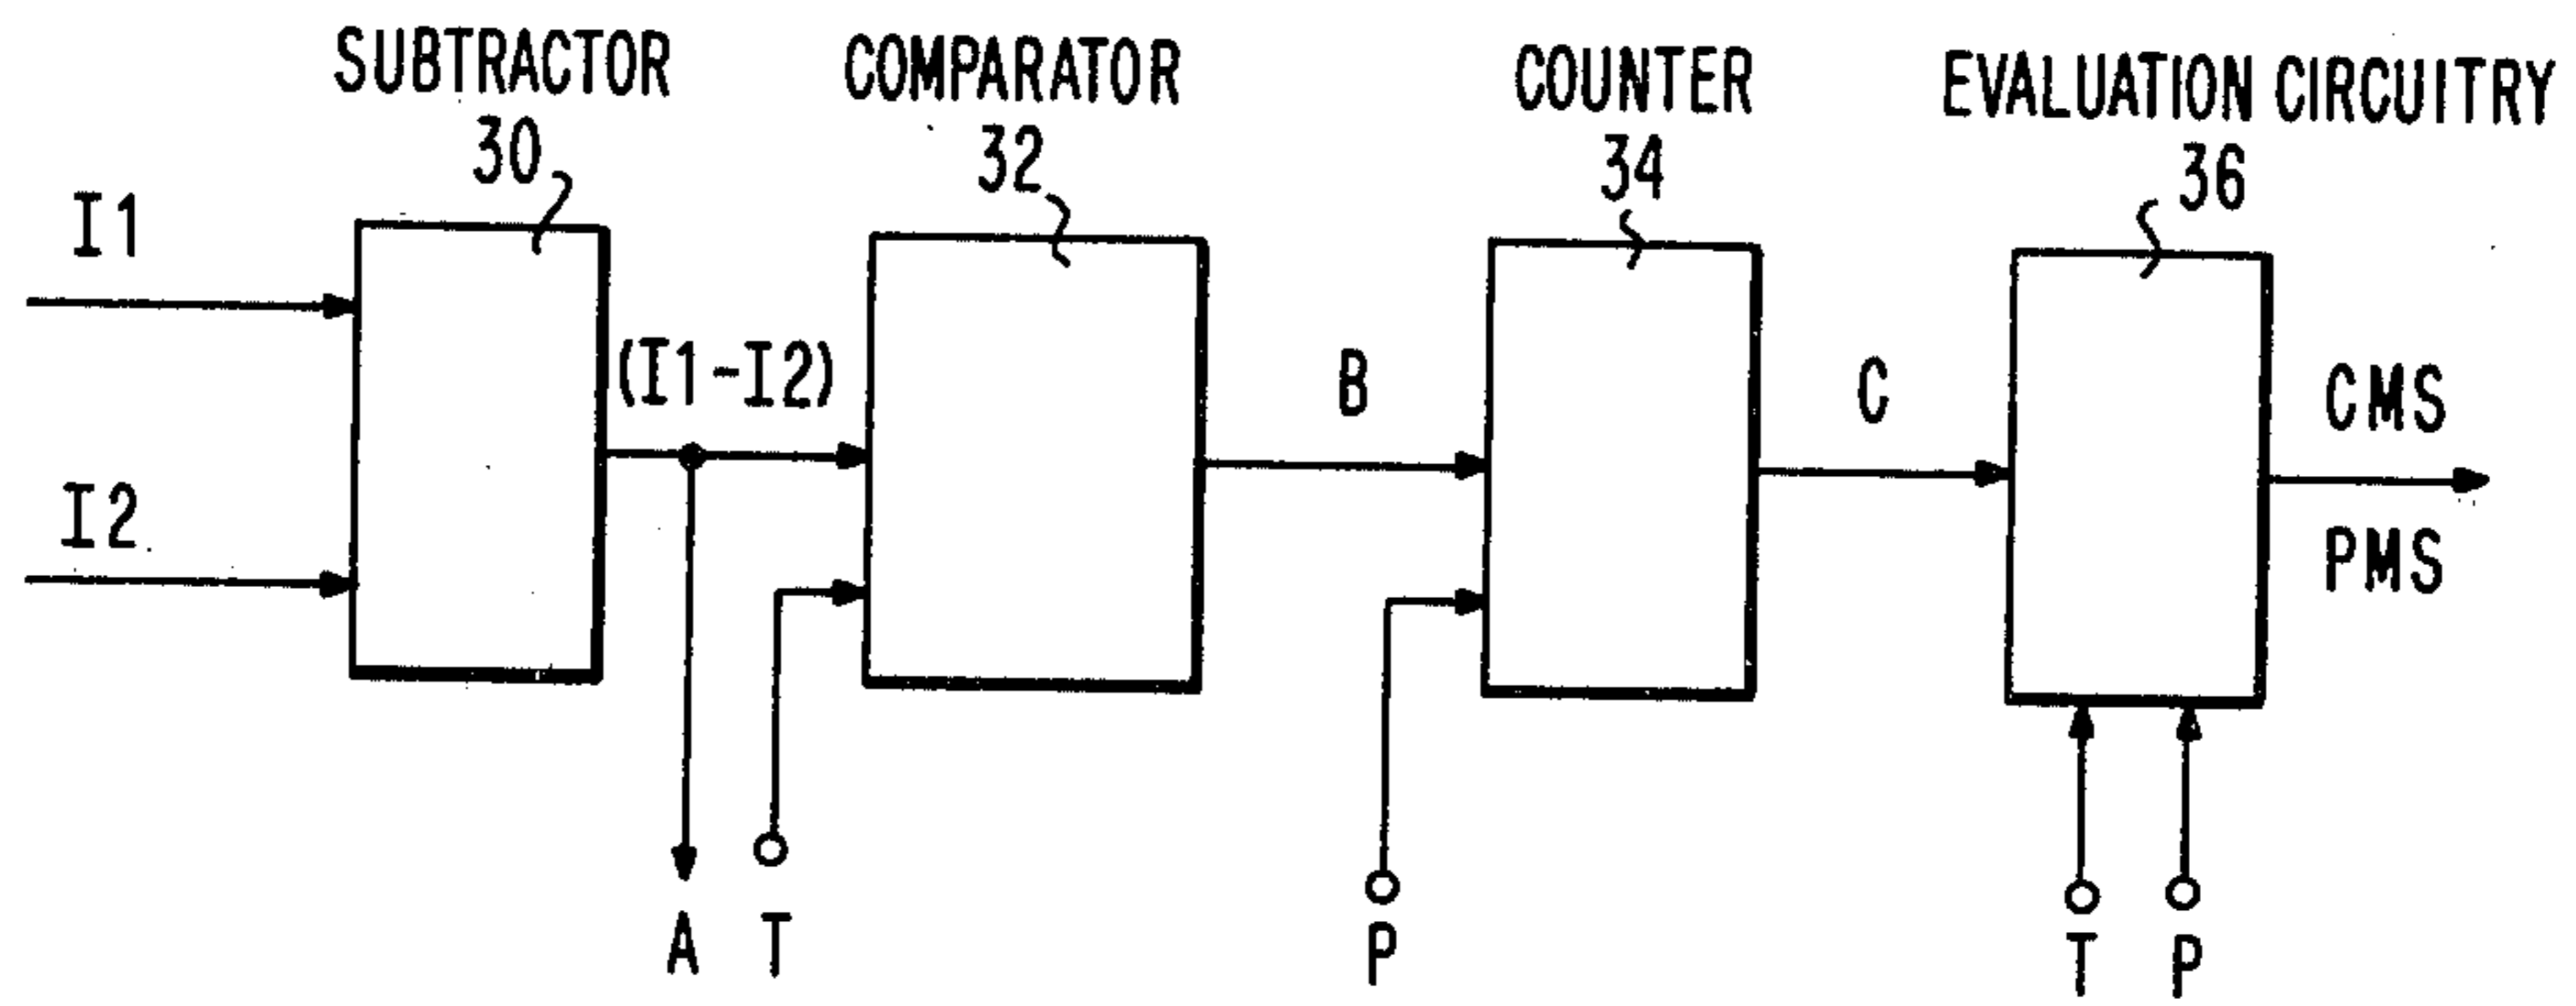 SUBTRACTOR
30
COMPARATOR
32
COUNTER
34
EVALUATION CIRCUITRY
36
I1
I2
(I1-I2)
B
C
CMS
PMS
A
T
P
T
P